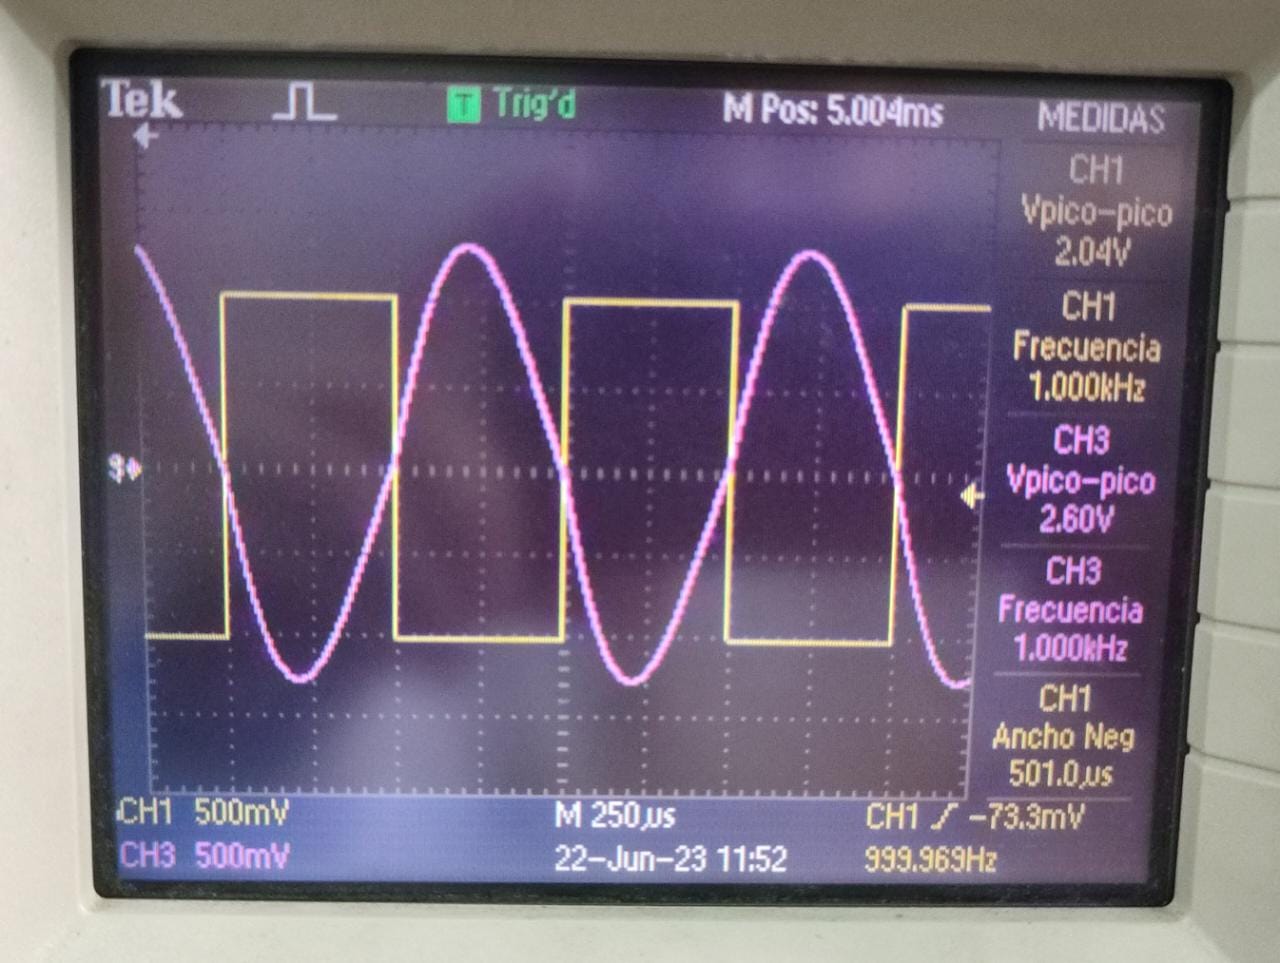 Tek T Trig'd M Pos: 5.004ms MEDIDAS
CH1
Vpico-pico
2.04V
CH1
Frecuencia
1.000kHz
CH3
Vpico-pico
2.60V
CH3
Frecuencia
1.000kHz
CH1
Ancho Neg
501.0µs
CH1 500mV M 250µs CH1 -73.3mV
CH3 500mV 22-Jun-23 11:52 999.969Hz